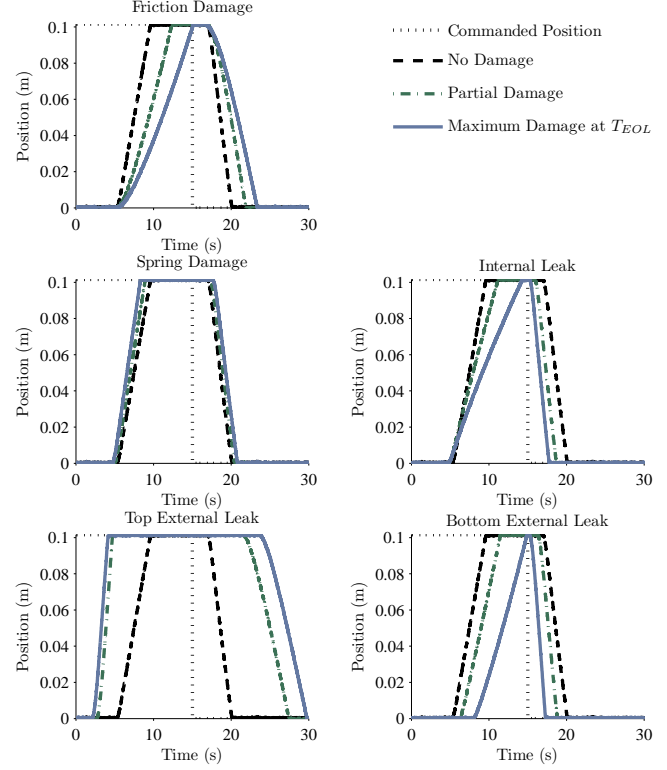 Friction Damage
0.1
0.08
0.06
0.04
0.02
0
Position (m)
0 10 20 30
Time (s)
Commanded Position
No Damage
Partial Damage
Maximum Damage at T_EOL
Spring Damage
0.1
0.08
0.06
0.04
0.02
0
Position (m)
0 10 20 30
Time (s)
Internal Leak
0.1
0.08
0.06
0.04
0.02
0
Position (m)
0 10 20 30
Time (s)
Top External Leak
0.1
0.08
0.06
0.04
0.02
0
Position (m)
0 10 20 30
Time (s)
Bottom External Leak
0.1
0.08
0.06
0.04
0.02
0
Position (m)
0 10 20 30
Time (s)